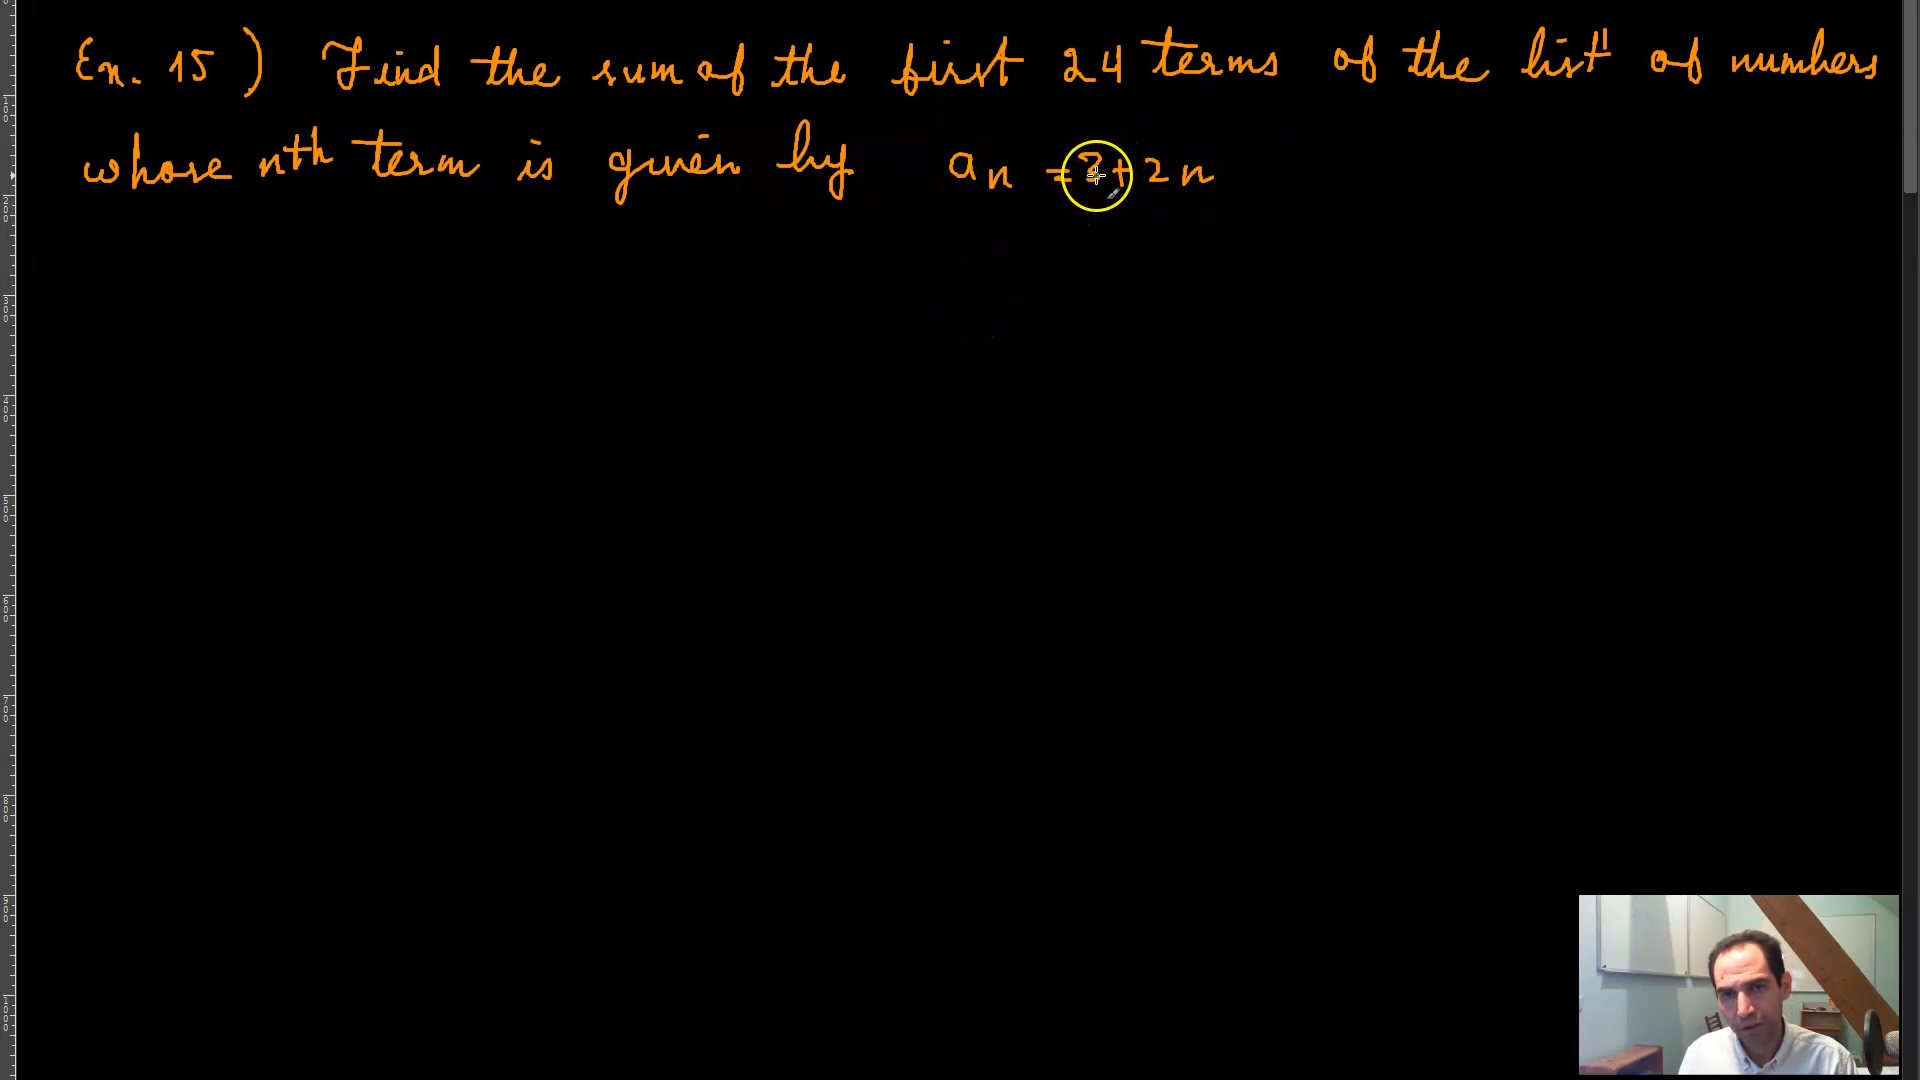 Ex. 15) Find the sum of the first 24 terms of the list of numbers
whose nth term is given by an = 3 + 2n